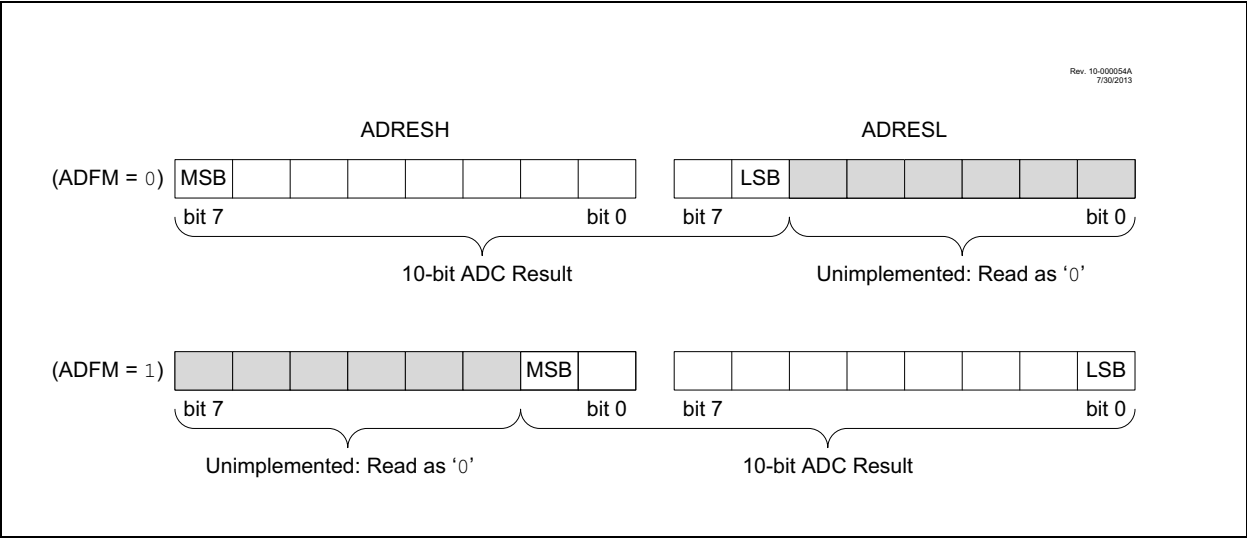 Rev. 10-000054A
7/30/2013
ADRESH ADRESL
(ADFM = 0) MSB LSB
bit 7 bit 0 bit 7 bit 0
10-bit ADC Result Unimplemented: Read as ‘0’
(ADFM = 1) MSB LSB
bit 7 bit 0 bit 7 bit 0
Unimplemented: Read as ‘0’ 10-bit ADC Result